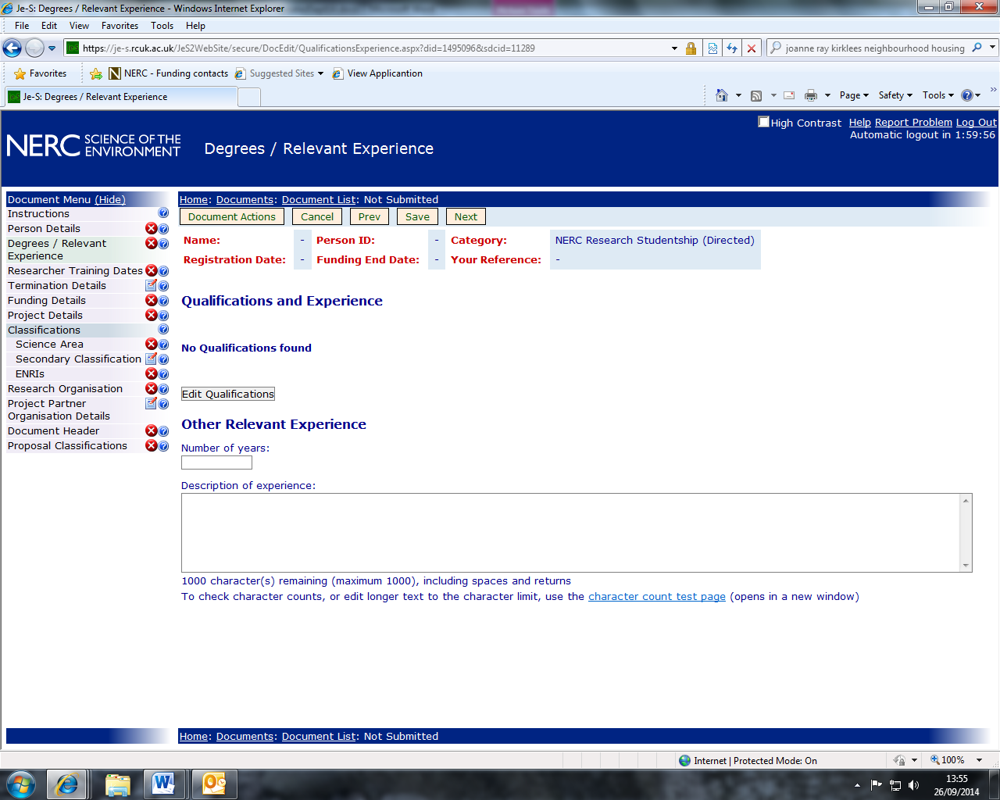 Je-S: Degrees / Relevant Experience - Windows Internet Explorer
File Edit View Favorites Tools Help
https://je-s.rcuk.ac.uk/JeS2WebSite/secure/DocEdit/QualificationsExperience.aspx?did=1495096&sdcid=11289
joanne ray kirklees neighbourhood housing
Favorites NERC - Funding contacts Suggested Sites View Applicantion
Je-S: Degrees / Relevant Experience
Page Safety Tools
High Contrast Help Report Problem Log Out
Automatic logout in 1:59:56
NERC SCIENCE OF THE ENVIRONMENT
Degrees / Relevant Experience
Document Menu (Hide)
Instructions
Person Details
Degrees / Relevant
Experience
Researcher Training Dates
Termination Details
Funding Details
Project Details
Classifications
Science Area
Secondary Classification
ENRIs
Research Organisation
Project Partner
Organisation Details
Document Header
Proposal Classifications
Home: Documents: Document List: Not Submitted
Document Actions Cancel Prev Save Next
Name: - Person ID: - Category: NERC Research Studentship (Directed)
Registration Date: - Funding End Date: - Your Reference: -
Qualifications and Experience
No Qualifications found
Edit Qualifications
Other Relevant Experience
Number of years:
Description of experience:
1000 character(s) remaining (maximum 1000), including spaces and returns
To check character counts, or edit longer text to the character limit, use the character count test page (opens in a new window)
Home: Documents: Document List: Not Submitted
Internet | Protected Mode: On
100%
13:55
26/09/2014